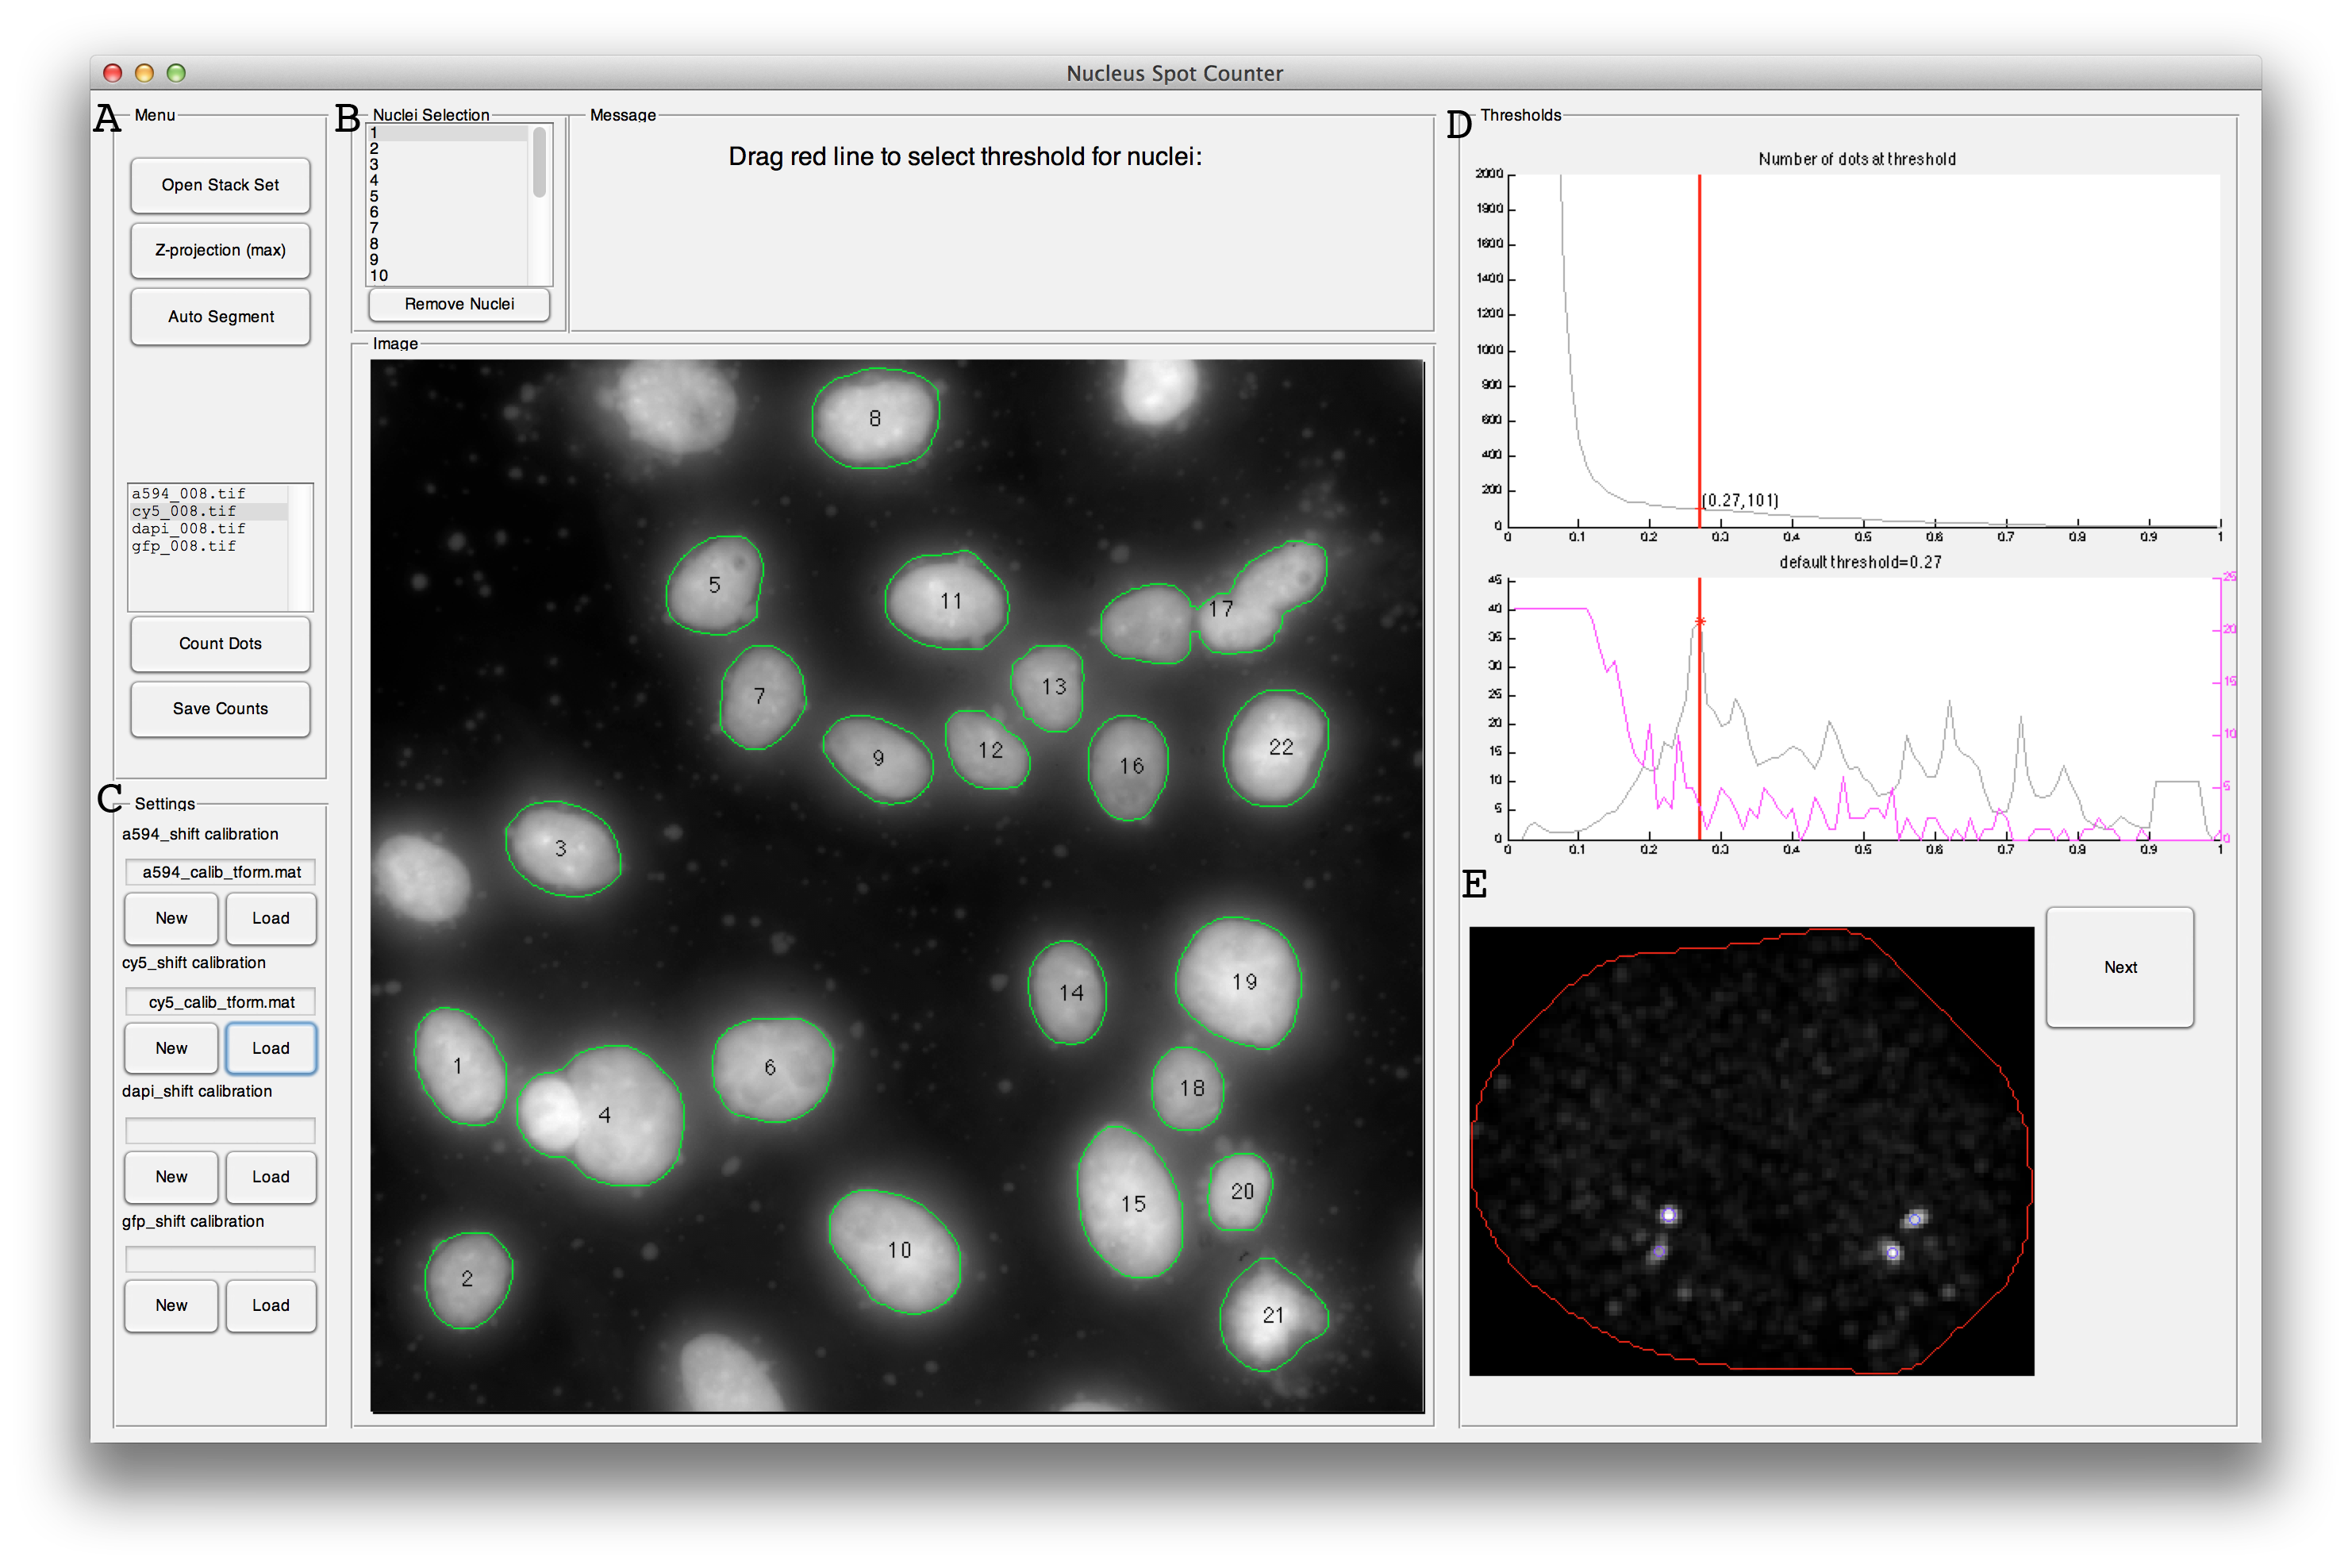 Nucleus Spot Counter
A
Menu
Open Stack Set
Z-projection (max)
Auto Segment
a594_008.tif
cy5_008.tif
dapi_008.tif
gfp_008.tif
Count Dots
Save Counts
C
Settings
a594_shift calibration
a594_calib_tform.mat
New Load
cy5_shift calibration
cy5_calib_tform.mat
New Load
dapi_shift calibration
New Load
gfp_shift calibration
New Load
B
Nuclei Selection
1
2
3
4
5
6
7
8
9
10
Remove Nuclei
Message
Drag red line to select threshold for nuclei:
Image
8
5
11
17
13
7
12
22
9
16
3
19
14
1
6
18
4
20
15
10
2
21
D
Thresholds
Number of dots at threshold
2000
1800
1600
1400
1200
1000
800
600
400
200
0
(0.27,101)
0 0.1 0.2 0.3 0.4 0.5 0.6 0.7 0.8 0.9 1
default threshold=0.27
45
40
35
30
25
20
15
10
5
0
25
20
15
10
5
0
0 0.1 0.2 0.3 0.4 0.5 0.6 0.7 0.8 0.9 1
E
Next